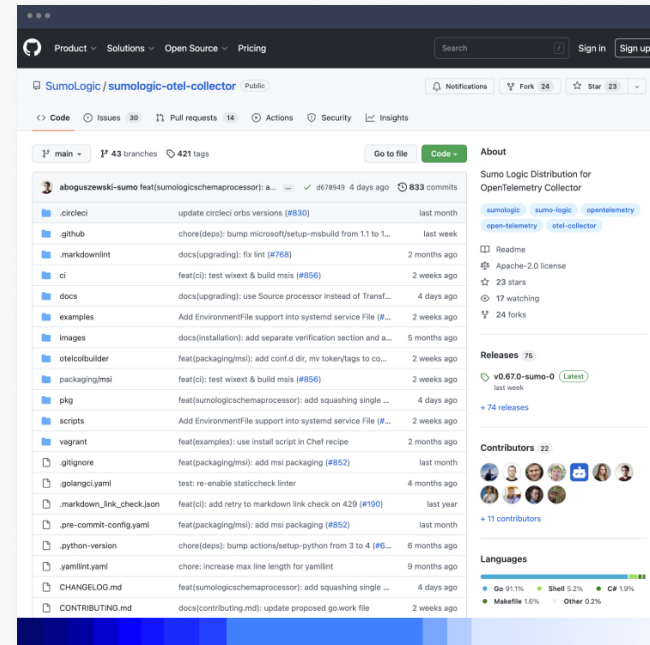 Product Solutions Open Source Pricing Search / Sign in Sign up
SumoLogic / sumologic-otel-collector Public Notifications Fork 24 Star 23
Code Issues 30 Pull requests 14 Actions Security Insights
main 43 branches 421 tags Go to file Code
aboguszewski-sumo feat(sumologicschemaprocessor): a... ... d670949 4 days ago 833 commits
.circleci update circleci orbs versions (#830) last month
.github chore(deps): bump microsoft/setup-msbuild from 1.1 to 1... last week
.markdownlint docs(upgrading): fix lint (#768) 2 months ago
ci feat(ci): test wixext & build msis (#856) 2 weeks ago
docs docs(upgrading): use Source processor instead of Transf... 4 days ago
examples Add EnvironmentFile support into systemd service File (#... 2 weeks ago
images docs(installation): add separate verification section and a... 5 months ago
otelcolbuilder feat(packaging/msi): add conf.d dir, mv token/tags to co... 2 weeks ago
packaging/msi feat(ci): test wixext & build msis (#856) 2 weeks ago
pkg feat(sumologicschemaprocessor): add squashing single ... 4 days ago
scripts Add EnvironmentFile support into systemd service File (#... 2 weeks ago
vagrant feat(examples): use install script in Chef recipe 2 months ago
.gitignore feat(packaging/msi): add msi packaging (#852) last month
.golangci.yaml test: re-enable staticcheck linter 4 months ago
.markdown_link_check.json feat(ci): add retry to markdown link check on 429 (#190) last year
.pre-commit-config.yaml feat(packaging/msi): add msi packaging (#852) last month
.python-version chore(deps): bump actions/setup-python from 3 to 4 (#6... 6 months ago
.yamllint.yaml chore: increase max line length for yamllint 9 months ago
CHANGELOG.md feat(sumologicschemaprocessor): add squashing single ... 4 days ago
CONTRIBUTING.md docs(contributing.md): update proposed go.work file 2 weeks ago
About
Sumo Logic Distribution for
OpenTelemetry Collector
sumologic sumo-logic opentelemetry
open-telemetry otel-collector
Readme
Apache-2.0 license
23 stars
17 watching
24 forks
Releases 75
v0.67.0-sumo-0 Latest
last week
+ 74 releases
Contributors 22
+ 11 contributors
Languages
Go 91.1% Shell 5.2% C# 1.9%
Makefile 1.6% Other 0.2%